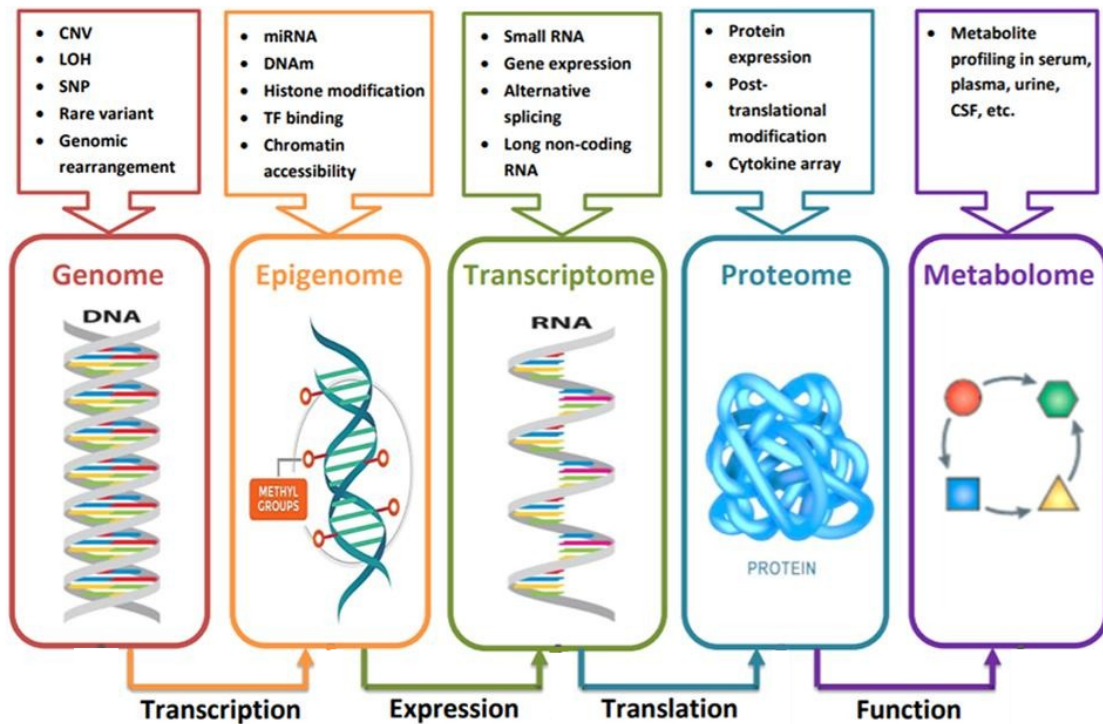 • CNV
• LOH
• SNP
• Rare variant
• Genomic
rearrangement
• miRNA
• DNAm
• Histone modification
• TF binding
• Chromatin
accessibility
• Small RNA
• Gene expression
• Alternative
splicing
• Long non-coding
RNA
• Protein
expression
• Post-
translational
modification
• Cytokine array
• Metabolite
profiling in serum,
plasma, urine,
CSF, etc.
Genome
DNA
Epigenome
METHYL
GROUPS
Transcriptome
RNA
Proteome
PROTEIN
Metabolome
Transcription
Expression
Translation
Function